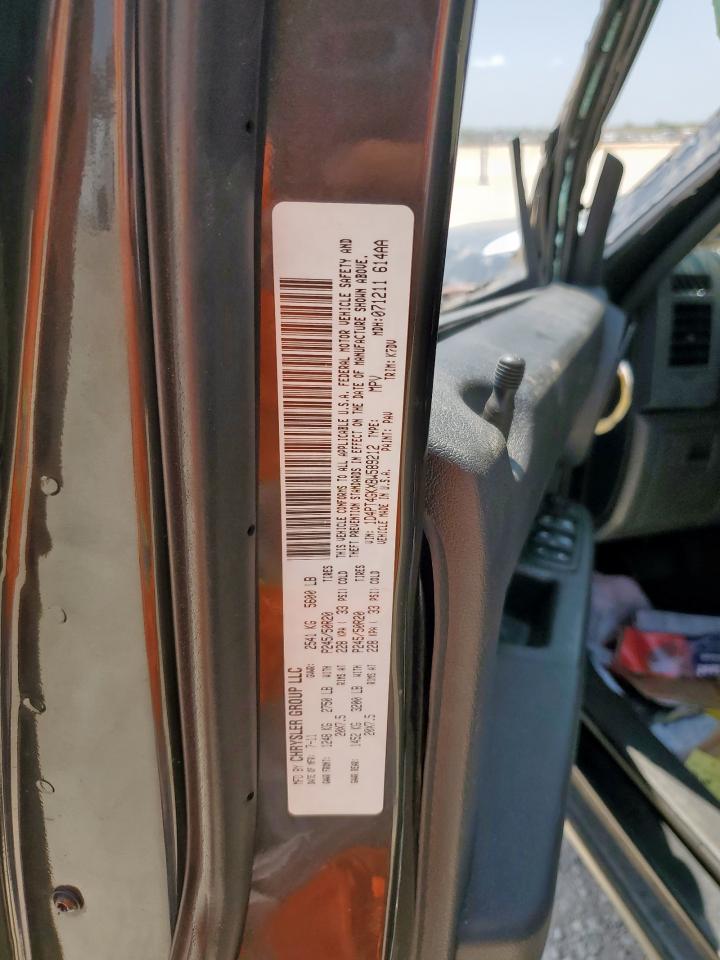 MFD BY CHRYSLER GROUP LLC
DATE OF MFR: 7-11 GVWR: 2541 KG 5600 LB
GAWR FRONT: 1248 KG 2750 LB WITH P245/50R20 TIRES
20X7.5 RIMS AT 228 KPA ( 33 PSI) COLD
GAWR REAR: 1452 KG 3200 LB WITH P245/50R20 TIRES
20X7.5 RIMS AT 228 KPA ( 33 PSI) COLD
THIS VEHICLE CONFORMS TO ALL APPLICABLE U.S.A. FEDERAL MOTOR VEHICLE SAFETY AND
THEFT PREVENTION STANDARDS IN EFFECT ON THE DATE OF MANUFACTURE SHOWN ABOVE.
VIN: 1D4PT4GKXBW589212 TYPE: MPV MDH:071211 614AA
VEHICLE MADE IN U.S.A. PAINT: PAV TRIM: K7DV